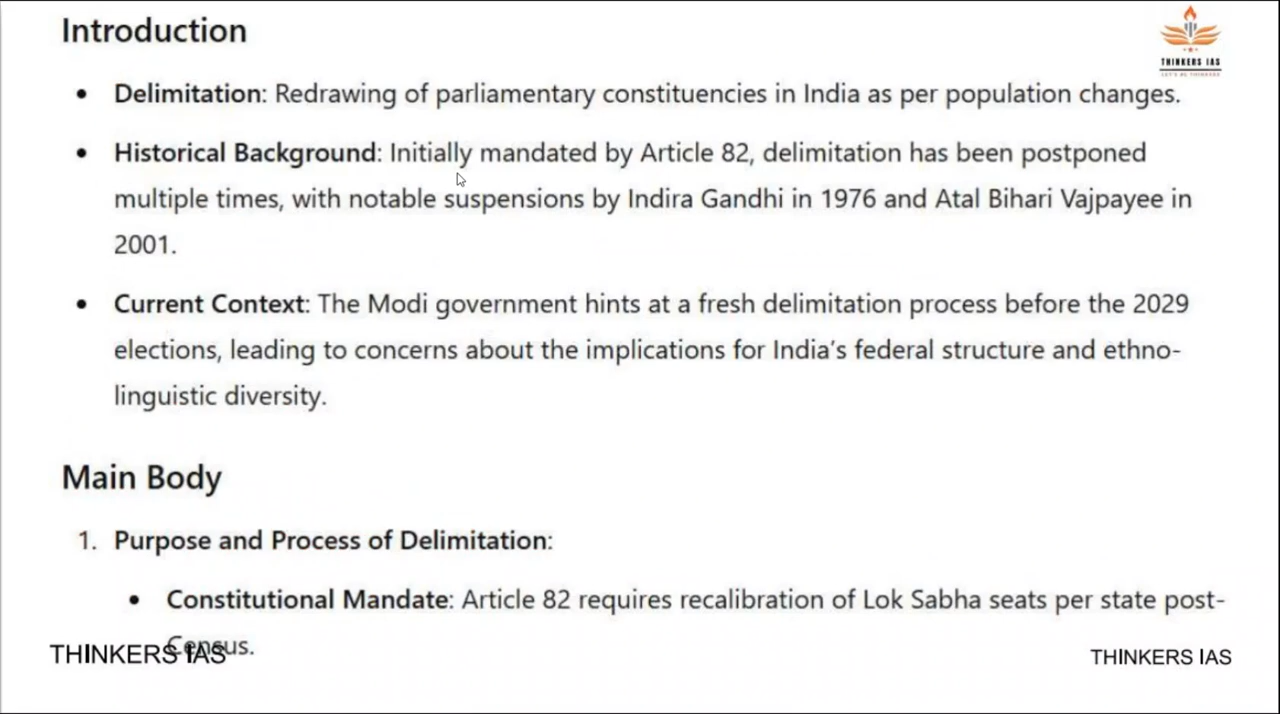 Introduction
THINKERS IAS
LET'S BE THINKERS
• Delimitation: Redrawing of parliamentary constituencies in India as per population changes.
• Historical Background: Initially mandated by Article 82, delimitation has been postponed
multiple times, with notable suspensions by Indira Gandhi in 1976 and Atal Bihari Vajpayee in
2001.
• Current Context: The Modi government hints at a fresh delimitation process before the 2029
elections, leading to concerns about the implications for India's federal structure and ethno-
linguistic diversity.
Main Body
1. Purpose and Process of Delimitation:
• Constitutional Mandate: Article 82 requires recalibration of Lok Sabha seats per state post-
Census.
THINKERS IAS
THINKERS IAS